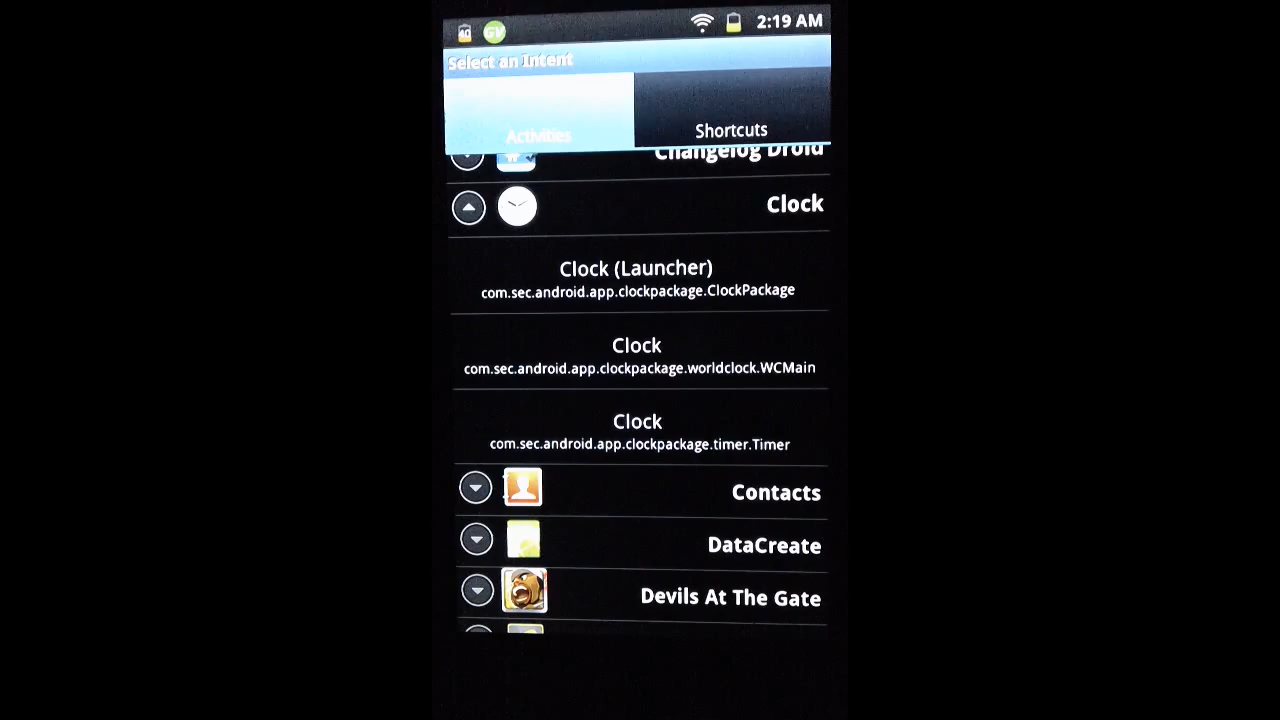 40
GV
2:19 AM
Select an Intent
Activities
Shortcuts
Changelog Droid
Clock
Clock (Launcher)
com.sec.android.app.clockpackage.ClockPackage
Clock
com.sec.android.app.clockpackage.worldclock.WCMain
Clock
com.sec.android.app.clockpackage.timer.Timer
Contacts
DataCreate
Devils At The Gate